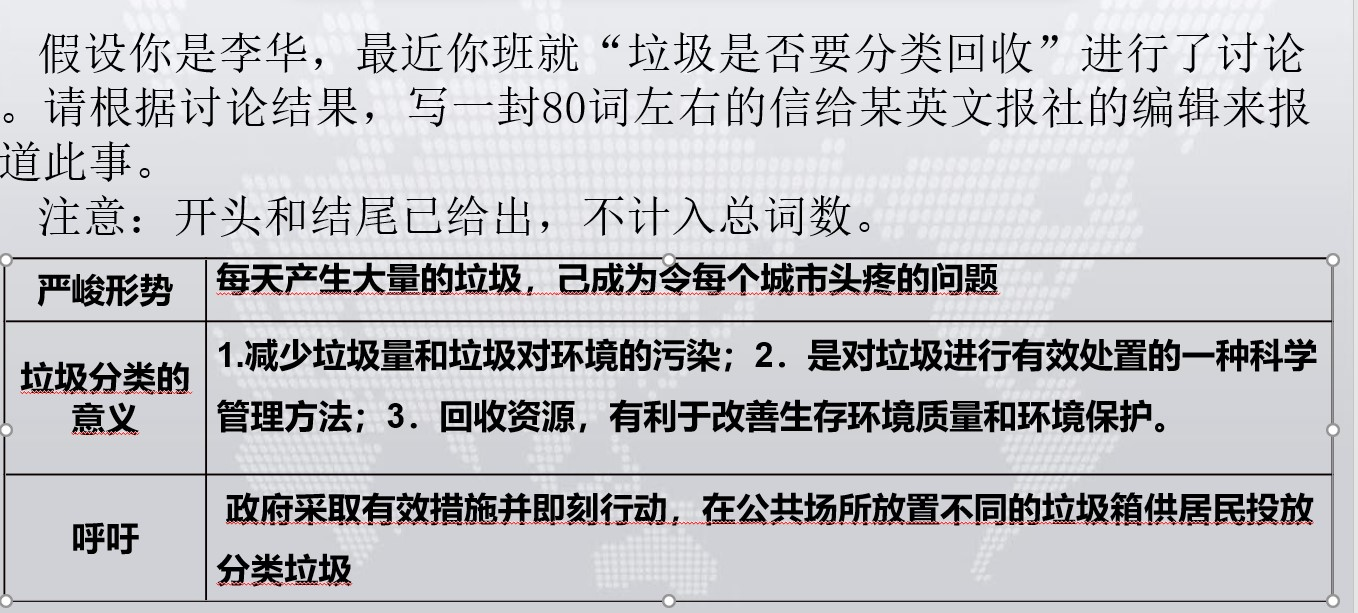 假设你是李华，最近你班就“垃圾是否要分类回收”进行了讨论
。请根据讨论结果，写一封80词左右的信给某英文报社的编辑来报
道此事。
注意：开头和结尾已给出，不计入总词数。
严峻形势
每天产生大量的垃圾，己成为令每个城市头疼的问题
垃圾分类的
意义
1.减少垃圾量和垃圾对环境的污染；2．是对垃圾进行有效处置的一种科学
管理方法；3．回收资源，有利于改善生存环境质量和环境保护。
呼吁
政府采取有效措施并即刻行动，在公共场所放置不同的垃圾箱供居民投放
分类垃圾